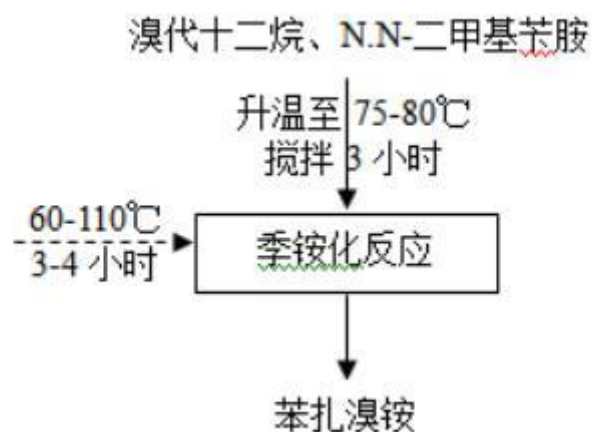 溴代十二烷、N.N-二甲基苄胺
升温至 75-80℃
搅拌 3 小时
60-110℃
3-4 小时
季铵化反应
苯扎溴铵